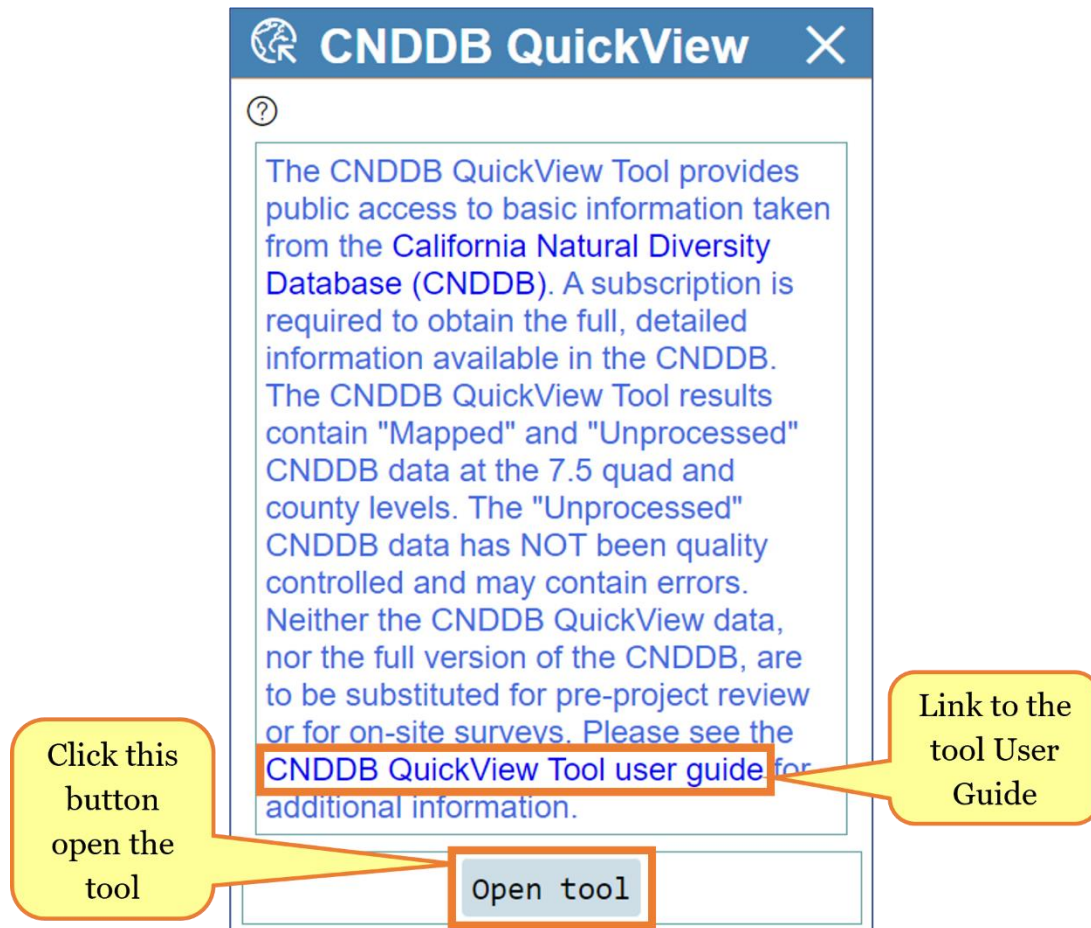 CNDDB QuickView
?
The CNDDB QuickView Tool provides
public access to basic information taken
from the California Natural Diversity
Database (CNDDB). A subscription is
required to obtain the full, detailed
information available in the CNDDB.
The CNDDB QuickView Tool results
contain "Mapped" and "Unprocessed"
CNDDB data at the 7.5 quad and
county levels. The "Unprocessed"
CNDDB data has NOT been quality
controlled and may contain errors.
Neither the CNDDB QuickView data,
nor the full version of the CNDDB, are
to be substituted for pre-project review
or for on-site surveys. Please see the
CNDDB QuickView Tool user guide for
additional information.
Link to the
tool User
Guide
Click this
button
open the
tool
Open tool